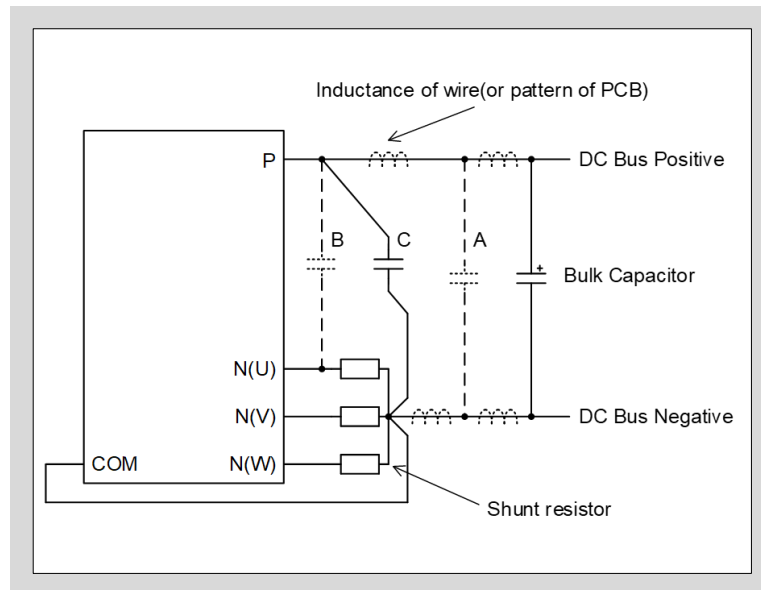 Inductance of wire(or pattern of PCB)
P
DC Bus Positive
B
C
A
+
Bulk Capacitor
N(U)
N(V)
DC Bus Negative
COM
N(W)
Shunt resistor